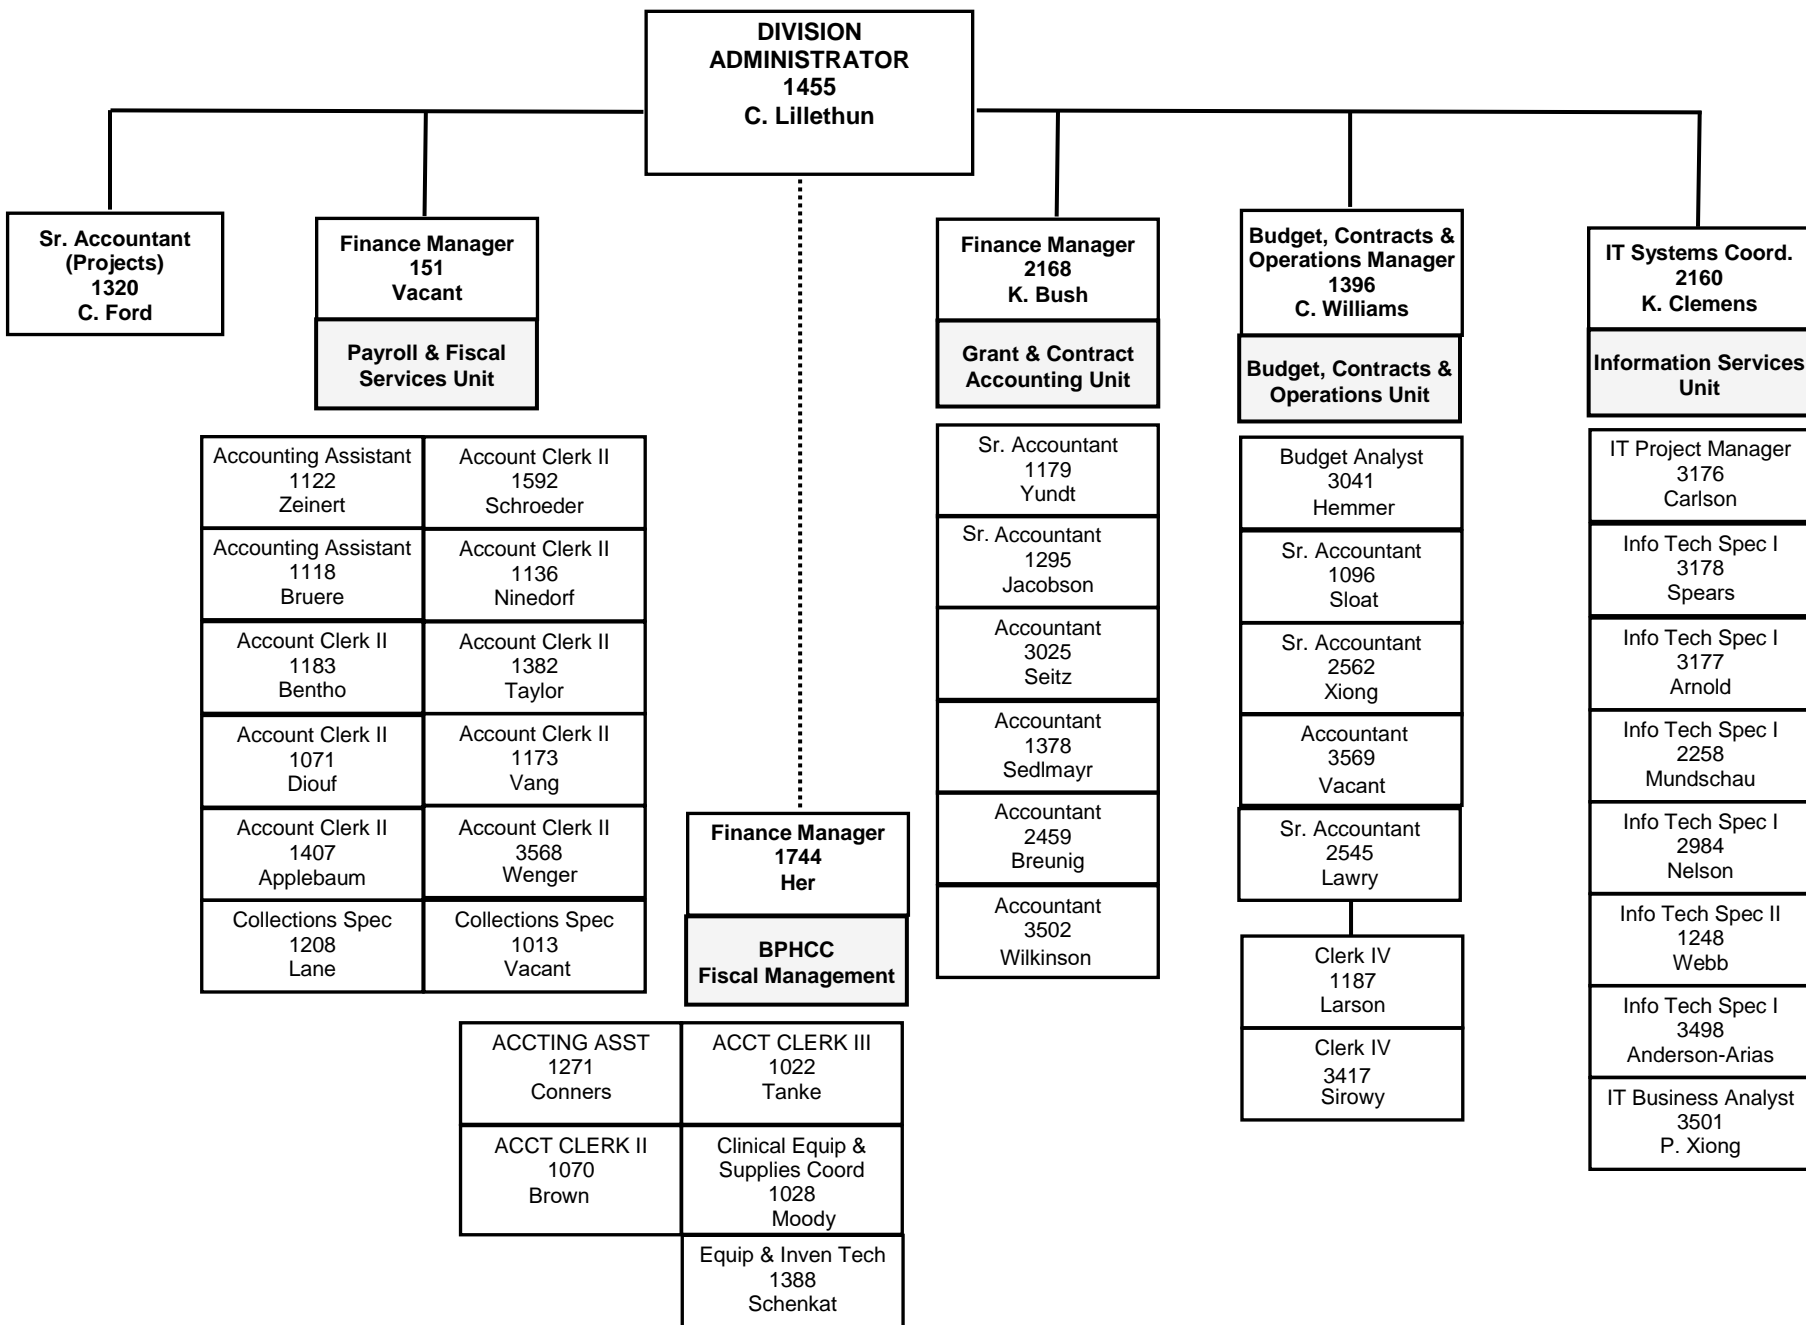 DIVISION
ADMINISTRATOR
1455
C. Lillethun
Sr. Accountant
(Projects)
1320
C. Ford
Finance Manager
151
Vacant
Payroll & Fiscal
Services Unit
Accounting Assistant
1122
Zeinert
Account Clerk II
1592
Schroeder
Accounting Assistant
1118
Bruere
Account Clerk II
1136
Ninedorf
Account Clerk II
1183
Bentho
Account Clerk II
1382
Taylor
Account Clerk II
1071
Diouf
Account Clerk II
1173
Vang
Account Clerk II
1407
Applebaum
Account Clerk II
3568
Wenger
Collections Spec
1208
Lane
Collections Spec
1013
Vacant
Finance Manager
1744
Her
BPHCC
Fiscal Management
ACCTING ASST
1271
Conners
ACCT CLERK III
1022
Tanke
ACCT CLERK II
1070
Brown
Clinical Equip &
Supplies Coord
1028
Moody
Equip & Inven Tech
1388
Schenkat
Finance Manager
2168
K. Bush
Grant & Contract
Accounting Unit
Sr. Accountant
1179
Yundt
Sr. Accountant
1295
Jacobson
Accountant
3025
Seitz
Accountant
1378
Sedlmayr
Accountant
2459
Breunig
Accountant
3502
Wilkinson
Budget, Contracts &
Operations Manager
1396
C. Williams
Budget, Contracts &
Operations Unit
Budget Analyst
3041
Hemmer
Sr. Accountant
1096
Sloat
Sr. Accountant
2562
Xiong
Accountant
3569
Vacant
Sr. Accountant
2545
Lawry
Clerk IV
1187
Larson
Clerk IV
3417
Sirowy
IT Systems Coord.
2160
K. Clemens
Information Services
Unit
IT Project Manager
3176
Carlson
Info Tech Spec I
3178
Spears
Info Tech Spec I
3177
Arnold
Info Tech Spec I
2258
Mundschau
Info Tech Spec I
2984
Nelson
Info Tech Spec II
1248
Webb
Info Tech Spec I
3498
Anderson-Arias
IT Business Analyst
3501
P. Xiong